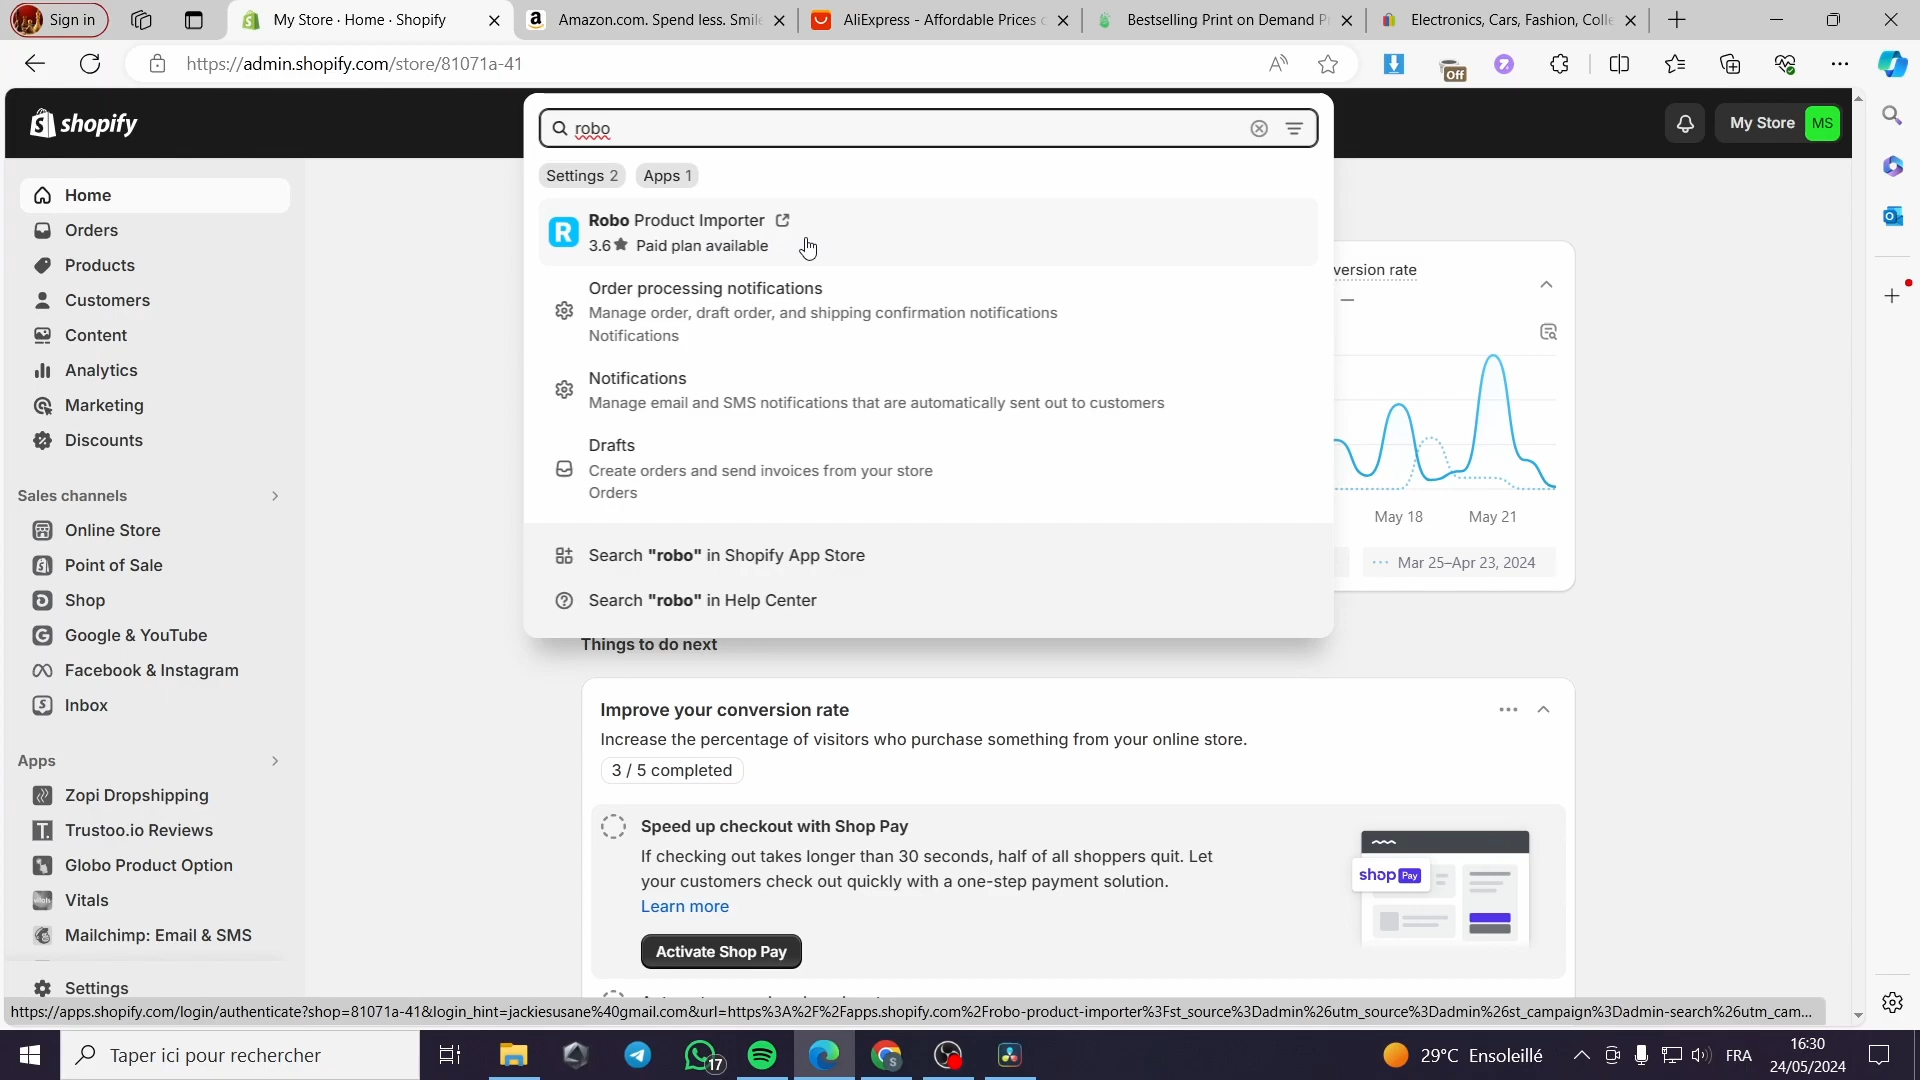 Sign in
My Store · Home · Shopify
Amazon.com. Spend less. Smile
AliExpress - Affordable Prices
Bestselling Print on Demand P
Electronics, Cars, Fashion, Colle
https://admin.shopify.com/store/81071a-41
Off
shopify
robo
My Store
MS
Settings 2
Apps 1
Home
Orders
Products
Customers
Content
Analytics
Marketing
Discounts
Robo Product Importer
3.6★ Paid plan available
Order processing notifications
Manage order, draft order, and shipping confirmation notifications
Notifications
Notifications
Manage email and SMS notifications that are automatically sent out to customers
Drafts
Create orders and send invoices from your store
Orders
Search "robo" in Shopify App Store
Search "robo" in Help Center
version rate
—
May 18
May 21
Mar 25–Apr 23, 2024
Sales channels
Online Store
Point of Sale
Shop
Google & YouTube
Facebook & Instagram
Inbox
Apps
Zopi Dropshipping
Trustoo.io Reviews
Globo Product Option
Vitals
Mailchimp: Email & SMS
Settings
Things to do next
Improve your conversion rate
Increase the percentage of visitors who purchase something from your online store.
3 / 5 completed
Speed up checkout with Shop Pay
If checking out takes longer than 30 seconds, half of all shoppers quit. Let
your customers check out quickly with a one-step payment solution.
Learn more
Activate Shop Pay
shop Pay
https://apps.shopify.com/login/authenticate?shop=81071a-41&login_hint=jackiesusane%40gmail.com&url=https%3A%2F%2Fapps.shopify.com%2Frobo-product-importer%3Fst_source%3Dadmin%26utm_source%3Dadmin%26st_campaign%3Dadmin-search%26utm_cam...
Taper ici pour rechercher
17
29°C Ensoleillé
FRA
16:30
24/05/2024